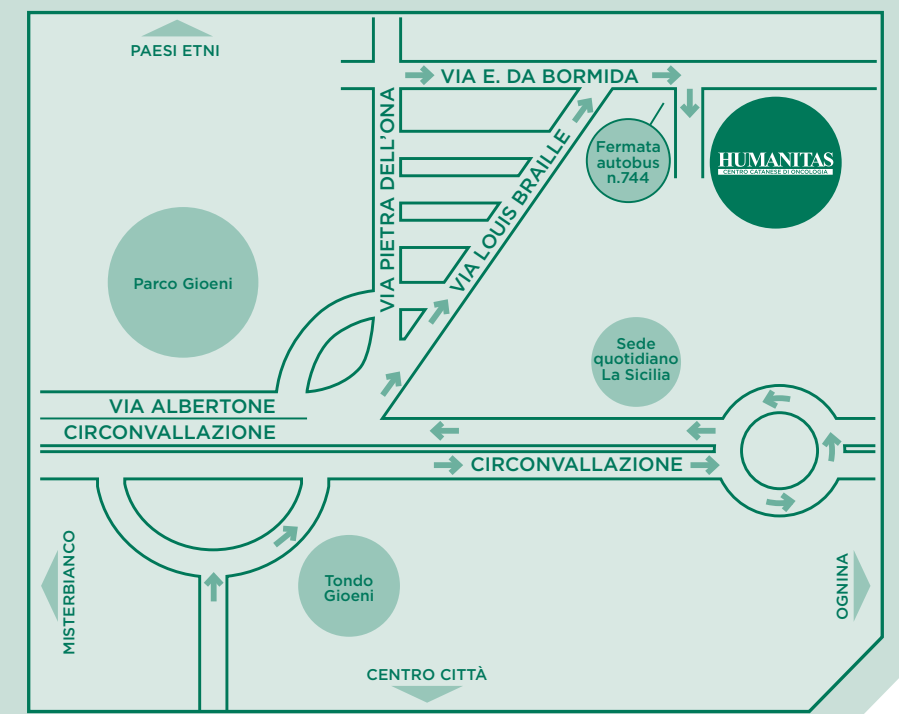 PAESI ETNI
VIA E. DA BORMIDA
VIA PIETRA DELL'ONA
VIA LOUIS BRAILLE
Fermata
autobus
n.744
HUMANITAS
CENTRO CATANESE DI ONCOLOGIA
Parco Gioeni
Sede
quotidiano
La Sicilia
VIA ALBERTONE
CIRCONVALLAZIONE
CIRCONVALLAZIONE
MISTERBIANCO
Tondo
Gioeni
OGNINA
CENTRO CITTÀ